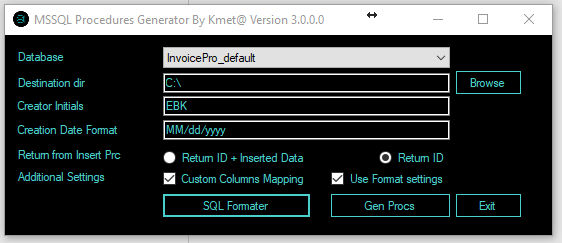 MSSQL Procedures Generator By Kmet@ Version 3.0.0.0
Database InvoicePro_default
Destination dir C:\ Browse
Creator Initials EBK
Creation Date Format MM/dd/yyyy
Return from Insert Prc Return ID + Inserted Data Return ID
Additional Settings Custom Columns Mapping Use Format settings
SQL Formater Gen Procs Exit